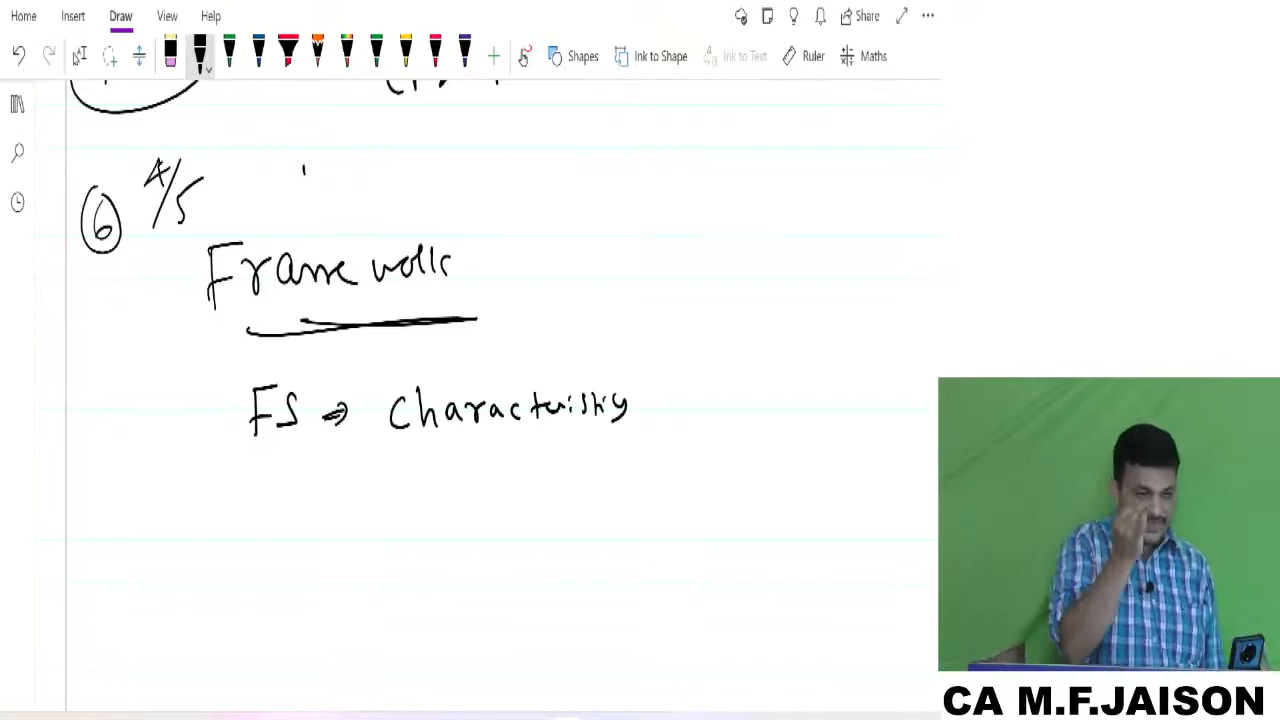 Home Insert Draw View Help Share
Shapes Ink to Shape Ink to Text Ruler Maths
6 4/5
Framework
FS ⇒ Characteristics
CA M.F.JAISON